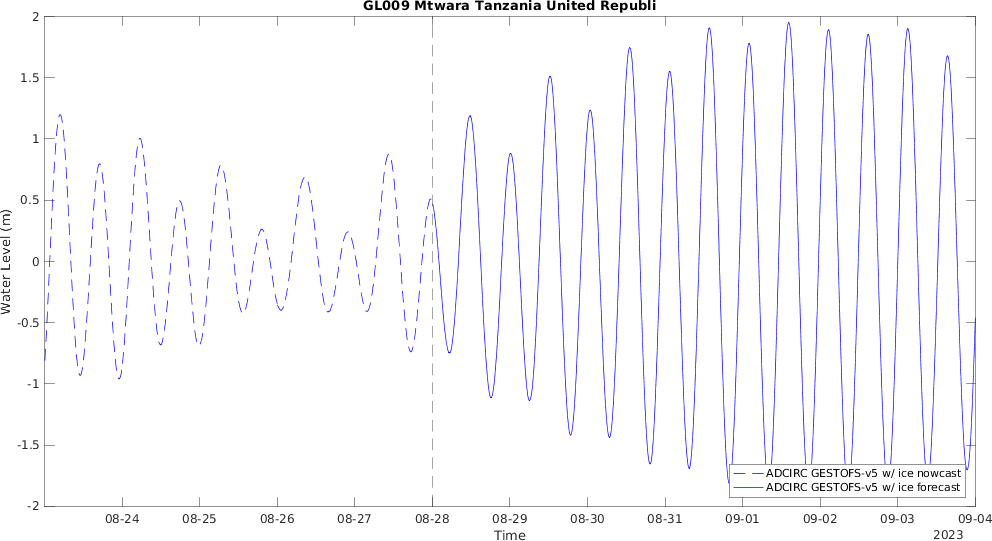 GL009 Mtwara Tanzania United Republi
2
1.5
1
0.5
0
-0.5
-1
-1.5
-2
Water Level (m)
ADCIRC GESTOFS-v5 w/ ice nowcast
ADCIRC GESTOFS-v5 w/ ice forecast
08-24 08-25 08-26 08-27 08-28 08-29 08-30 08-31 09-01 09-02 09-03 09-04
Time
2023